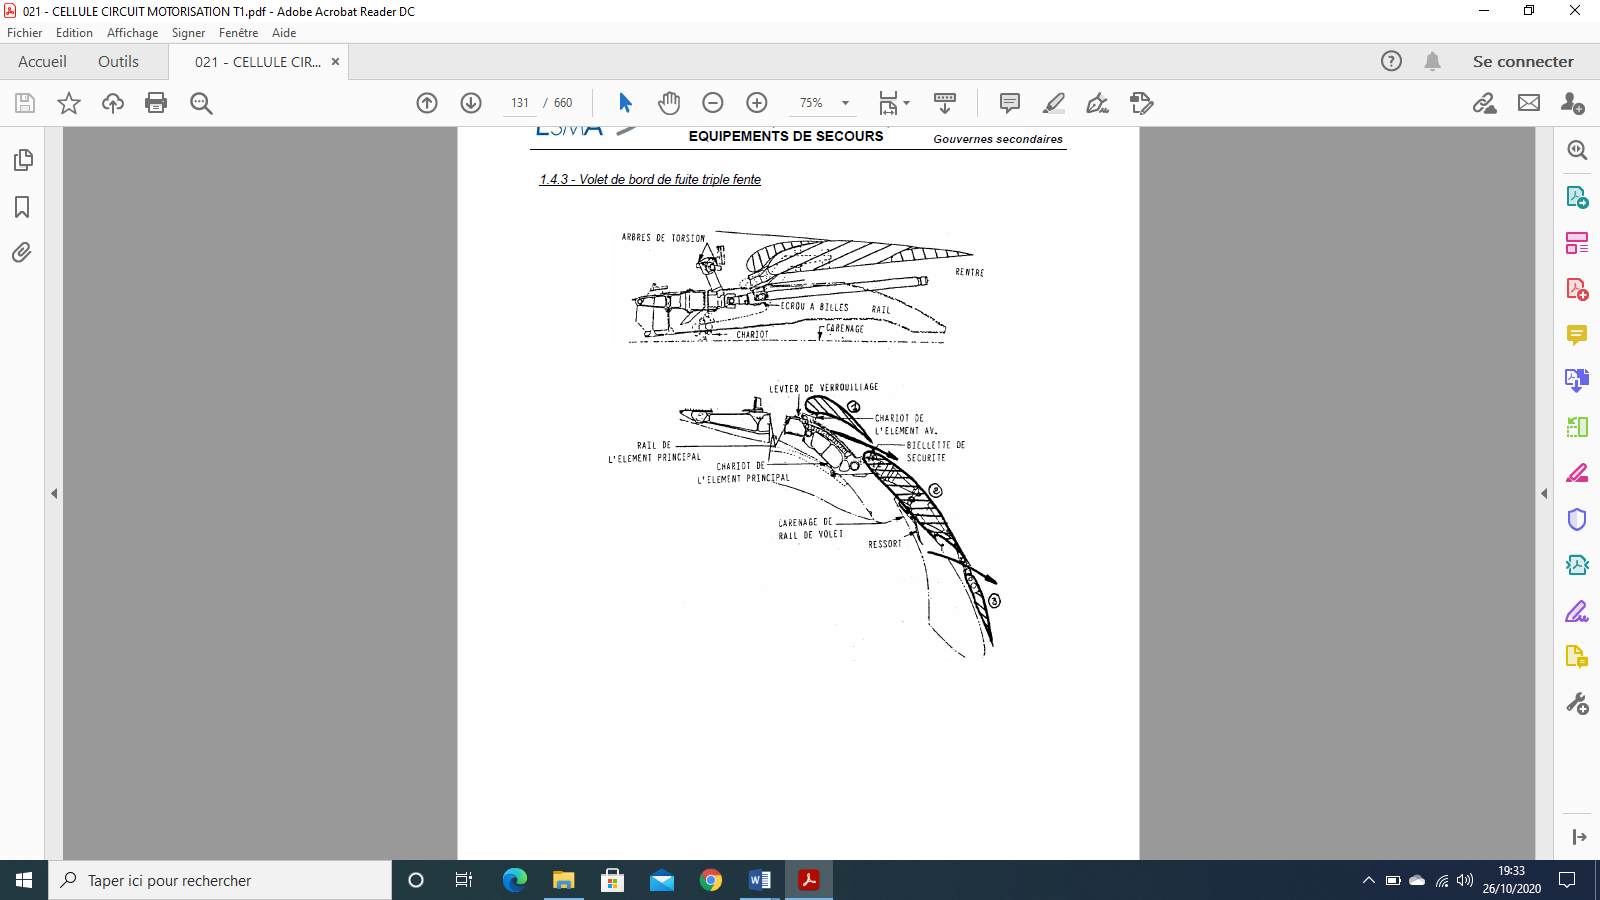 021 - CELLULE CIRCUIT MOTORISATION T1.pdf - Adobe Acrobat Reader DC
Fichier Edition Affichage Signer Fenêtre Aide
Accueil Outils 021 - CELLULE CIR... ×
Se connecter
131 / 660 75%
ESMA
EQUIPEMENTS DE SECOURS
Gouvernes secondaires
1.4.3 - Volet de bord de fuite triple fente
ARBRES DE TORSION
RENTRE
ECROU A BILLES
RAIL
CARENAGE
CHARIOT
LEVIER DE VERROUILLAGE
1
CHARIOT DE
L'ELEMENT AV.
RAIL DE
L'ELEMENT PRINCIPAL
BIELLETTE DE
SECURITE
CHARIOT DE
L'ELEMENT PRINCIPAL
2
CARENAGE DE
RAIL DE VOLET
RESSORT
3
Taper ici pour rechercher
19:33
26/10/2020